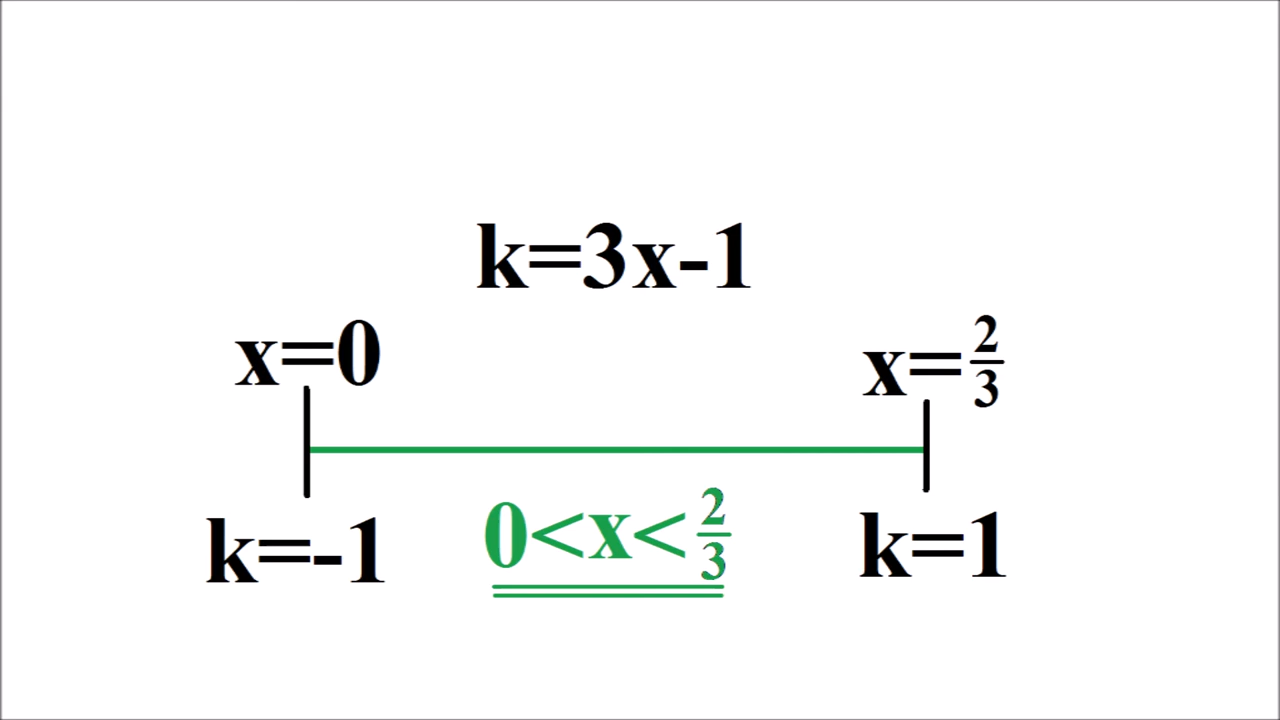 k=3x-1
x=0
x=2/3
k=-1
0<x<2/3
k=1